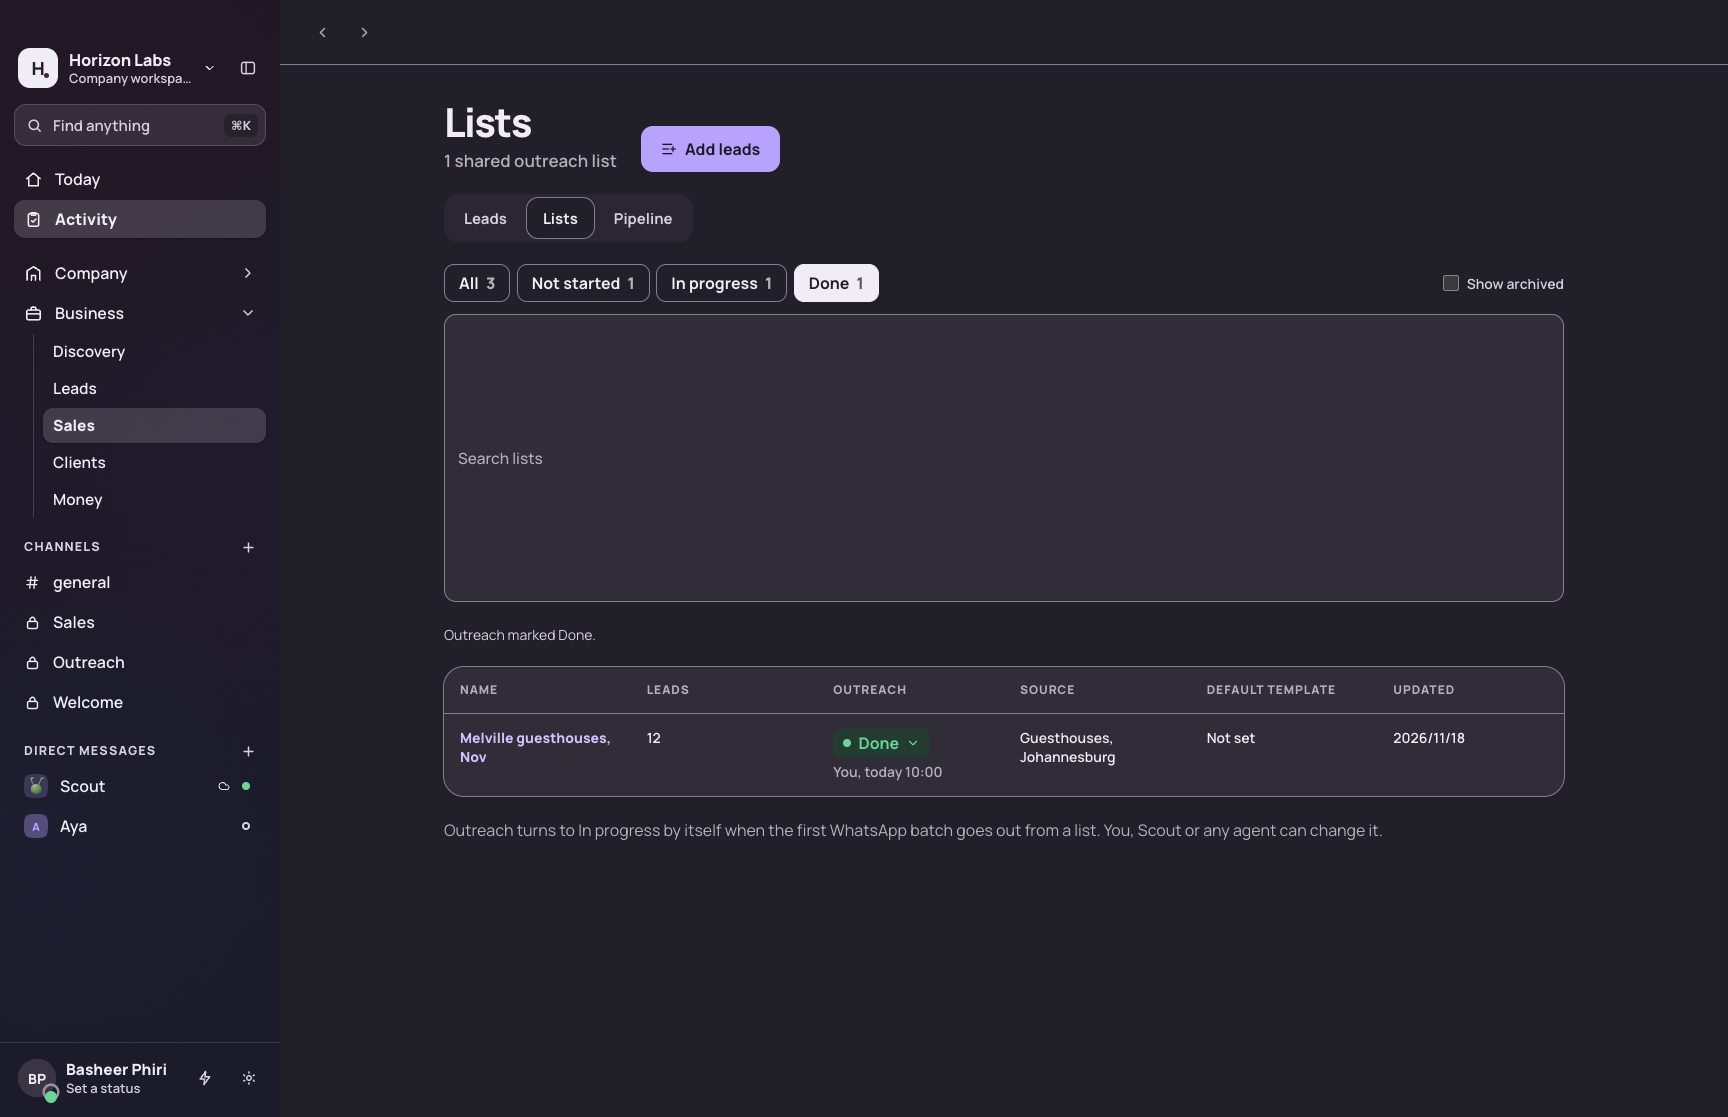 H.
Horizon Labs
Company workspa...
Find anything
⌘K
Today
Activity
Company
Business
Discovery
Leads
Sales
Clients
Money
CHANNELS
# general
Sales
Outreach
Welcome
DIRECT MESSAGES
Scout
A
Aya
BP
Basheer Phiri
Set a status
Lists
1 shared outreach list
Add leads
Leads
Lists
Pipeline
All 3
Not started 1
In progress 1
Done 1
Show archived
Search lists
Outreach marked Done.
NAME
LEADS
OUTREACH
SOURCE
DEFAULT TEMPLATE
UPDATED
Melville guesthouses,
Nov
12
Done
You, today 10:00
Guesthouses,
Johannesburg
Not set
2026/11/18
Outreach turns to In progress by itself when the first WhatsApp batch goes out from a list. You, Scout or any agent can change it.